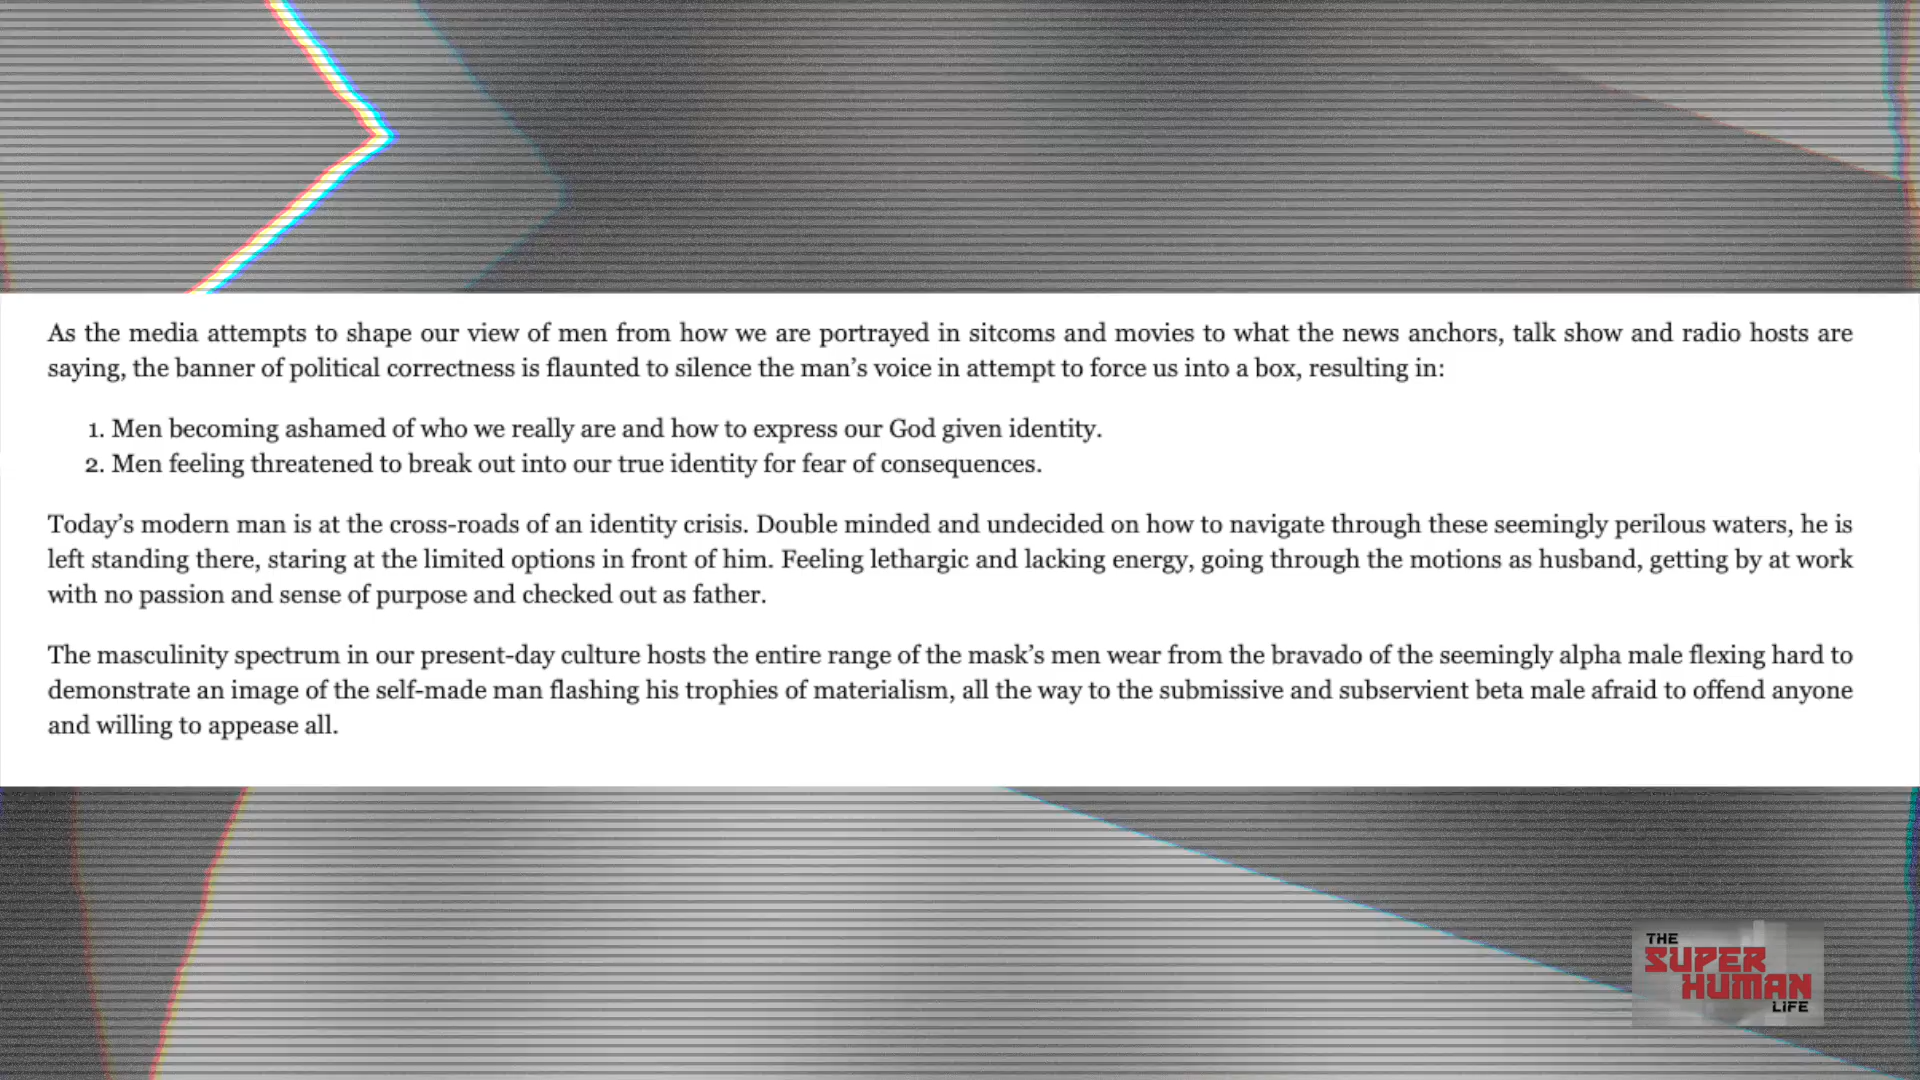 As the media attempts to shape our view of men from how we are portrayed in sitcoms and movies to what the news anchors, talk show and radio hosts are
saying, the banner of political correctness is flaunted to silence the man’s voice in attempt to force us into a box, resulting in:
1. Men becoming ashamed of who we really are and how to express our God given identity.
2. Men feeling threatened to break out into our true identity for fear of consequences.
Today’s modern man is at the cross-roads of an identity crisis. Double minded and undecided on how to navigate through these seemingly perilous waters, he is
left standing there, staring at the limited options in front of him. Feeling lethargic and lacking energy, going through the motions as husband, getting by at work
with no passion and sense of purpose and checked out as father.
The masculinity spectrum in our present-day culture hosts the entire range of the mask’s men wear from the bravado of the seemingly alpha male flexing hard to
demonstrate an image of the self-made man flashing his trophies of materialism, all the way to the submissive and subservient beta male afraid to offend anyone
and willing to appease all.
THE
SUPER
HUMAN
LIFE